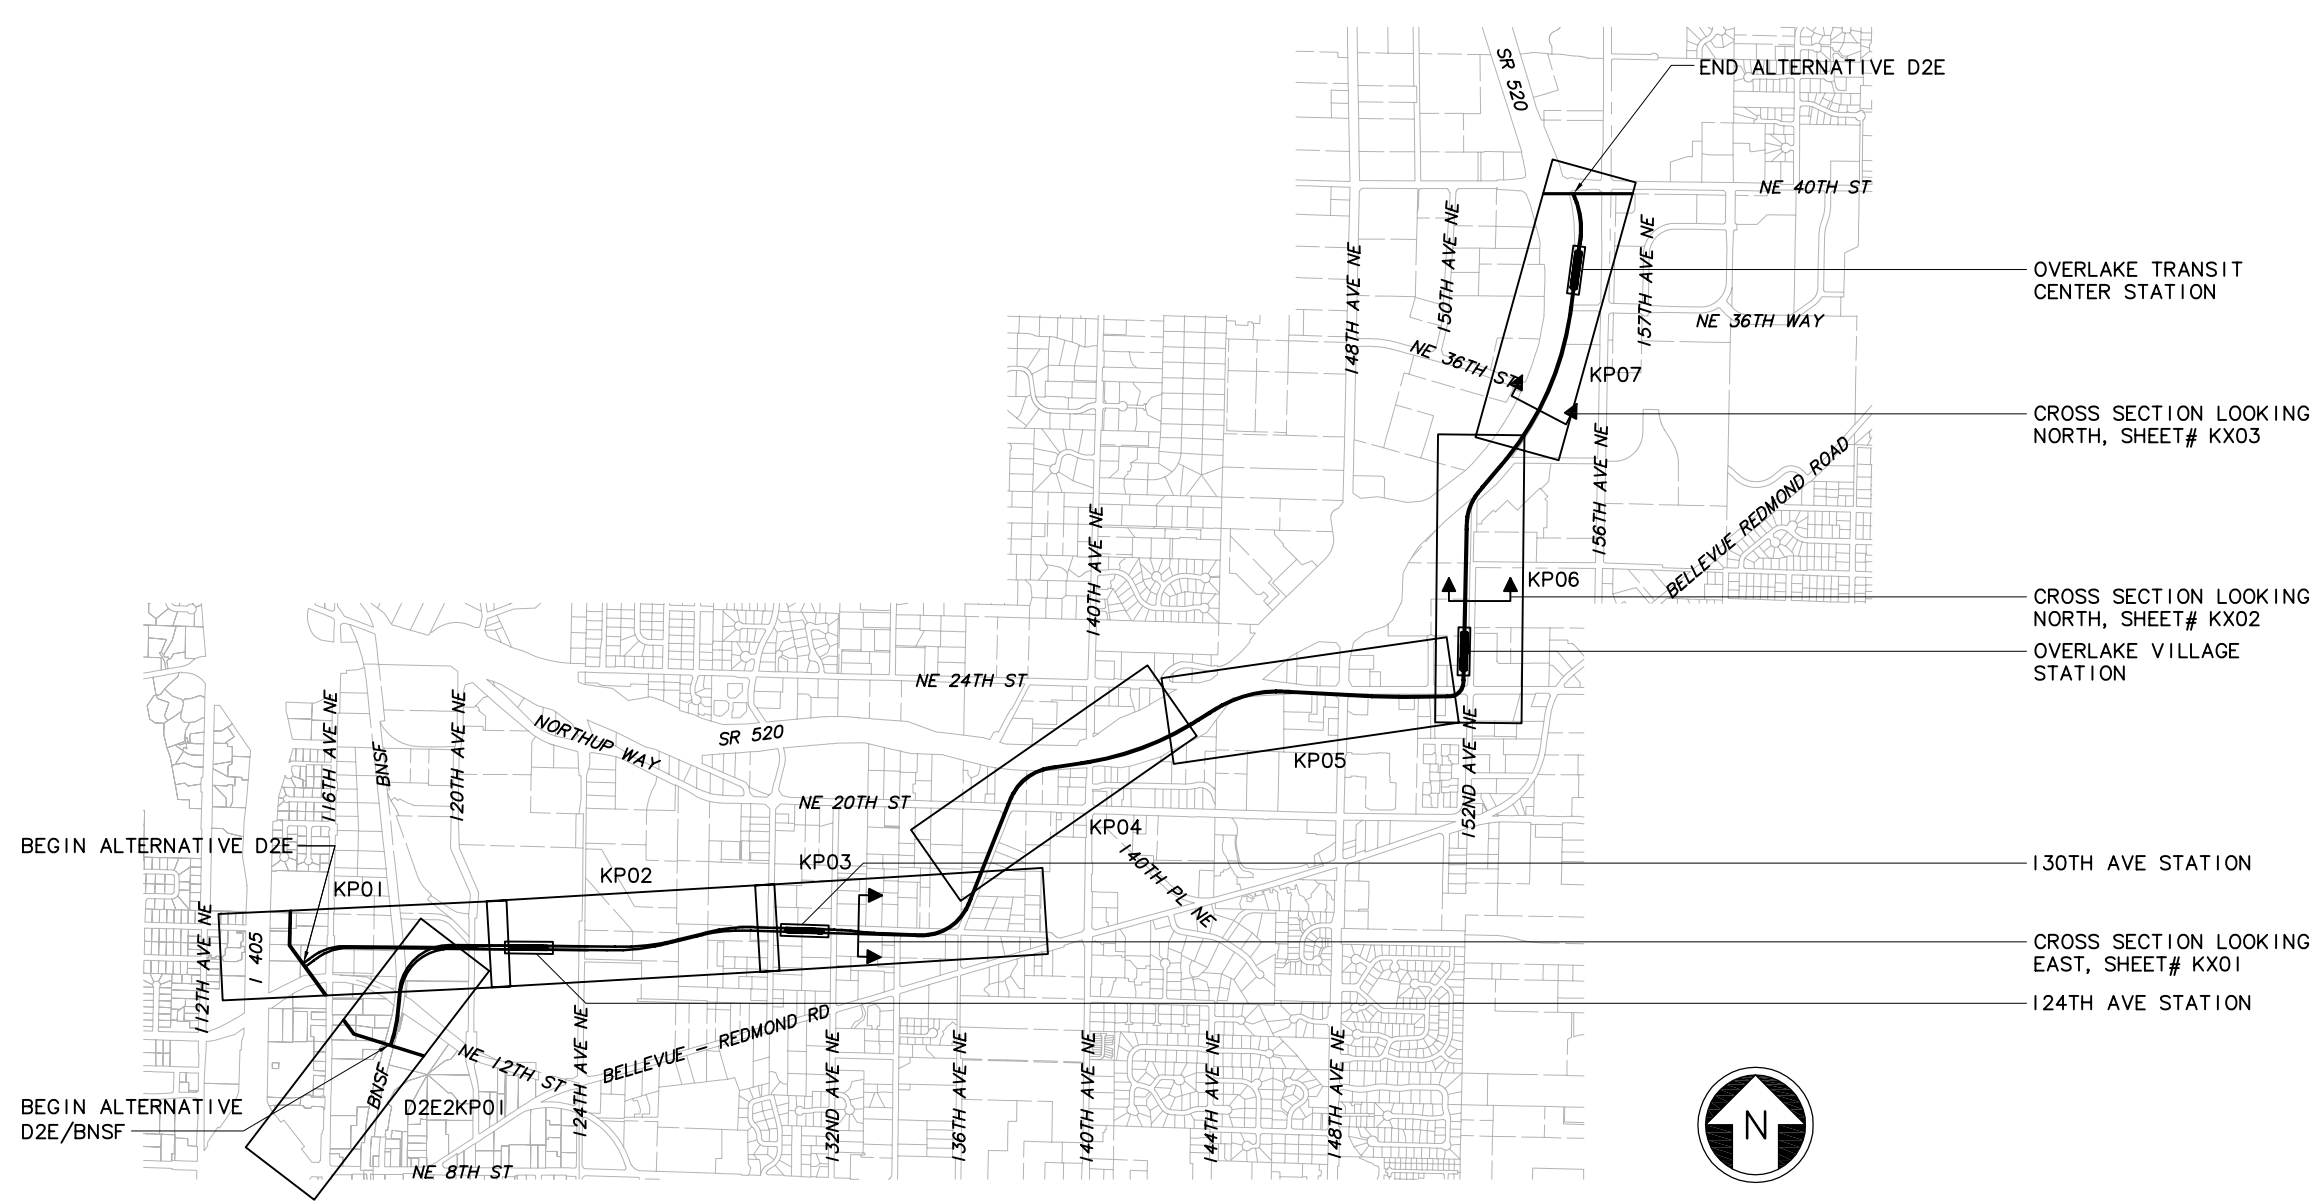 SR 520
END ALTERNATIVE D2E
NE 40TH ST
OVERLAKE TRANSIT
CENTER STATION
148TH AVE NE
150TH AVE NE
157TH AVE NE
NE 36TH WAY
NE 36TH ST
KP07
CROSS SECTION LOOKING
NORTH, SHEET# KX03
156TH AVE NE
BELLEVUE REDMOND ROAD
140TH AVE NE
KP06
CROSS SECTION LOOKING
NORTH, SHEET# KX02
OVERLAKE VILLAGE
STATION
NE 24TH ST
116TH AVE NE
BNSF
120TH AVE NE
NORTHUP WAY
SR 520
KP05
152ND AVE NE
NE 20TH ST
KP04
140TH PL NE
BEGIN ALTERNATIVE D2E
KP01
KP02
KP03
130TH AVE STATION
112TH AVE NE
I 405
CROSS SECTION LOOKING
EAST, SHEET# KX01
124TH AVE STATION
NE 12TH ST
BELLEVUE - REDMOND RD
124TH AVE NE
132ND AVE NE
136TH AVE NE
140TH AVE NE
144TH AVE NE
148TH AVE NE
BNSF
D2E2KP01
BEGIN ALTERNATIVE
D2E/BNSF
NE 8TH ST
N